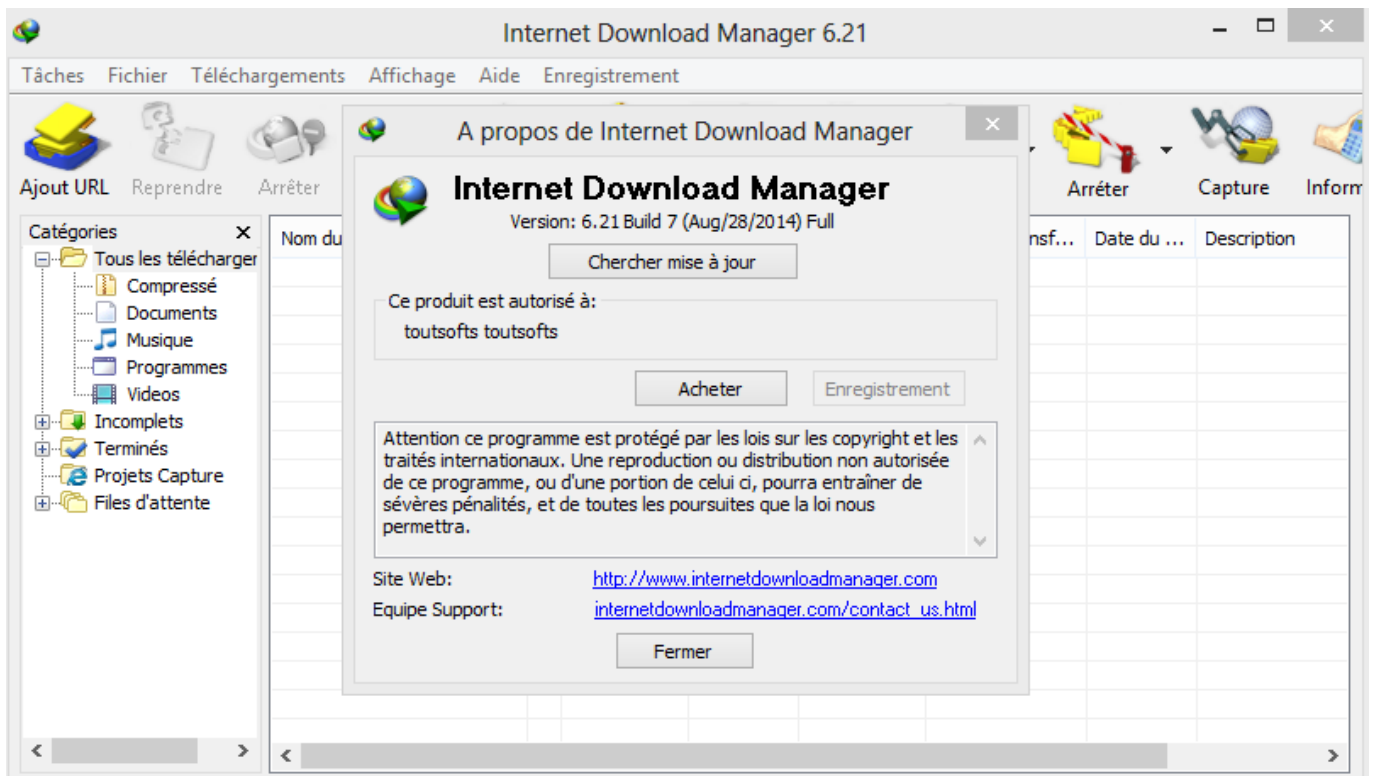 Internet Download Manager 6.21
Tâches Fichier Téléchargements Affichage Aide Enregistrement
Ajout URL Reprendre Arrêter Arréter Capture Inform
Catégories
Tous les télécharger
Compressé
Documents
Musique
Programmes
Videos
Incomplets
Terminés
Projets Capture
Files d'attente
Nom du nsf... Date du ... Description
A propos de Internet Download Manager
Internet Download Manager
Version: 6.21 Build 7 (Aug/28/2014) Full
Chercher mise à jour
Ce produit est autorisé à:
toutsofts toutsofts
Acheter Enregistrement
Attention ce programme est protégé par les lois sur les copyright et les
traités internationaux. Une reproduction ou distribution non autorisée
de ce programme, ou d'une portion de celui ci, pourra entraîner de
sévères pénalités, et de toutes les poursuites que la loi nous
permettra.
Site Web: http://www.internetdownloadmanager.com
Equipe Support: internetdownloadmanager.com/contact_us.html
Fermer